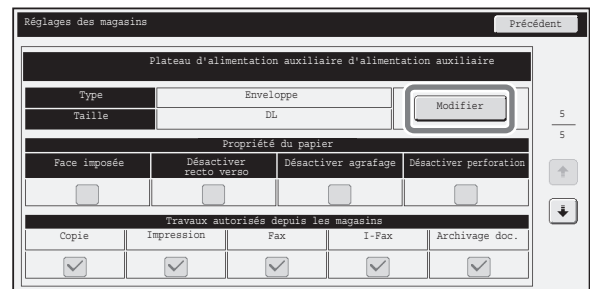 Réglages des magasins
Précédent
Plateau d'alimentation auxiliaire d'alimentation auxiliaire
Type
Enveloppe
Modifier
Taille
DL
5
5
Propriété du papier
Face imposée
Désactiver
recto verso
Désactiver agrafage
Désactiver perforation
Travaux autorisés depuis les magasins
Copie
Impression
Fax
I-Fax
Archivage doc.